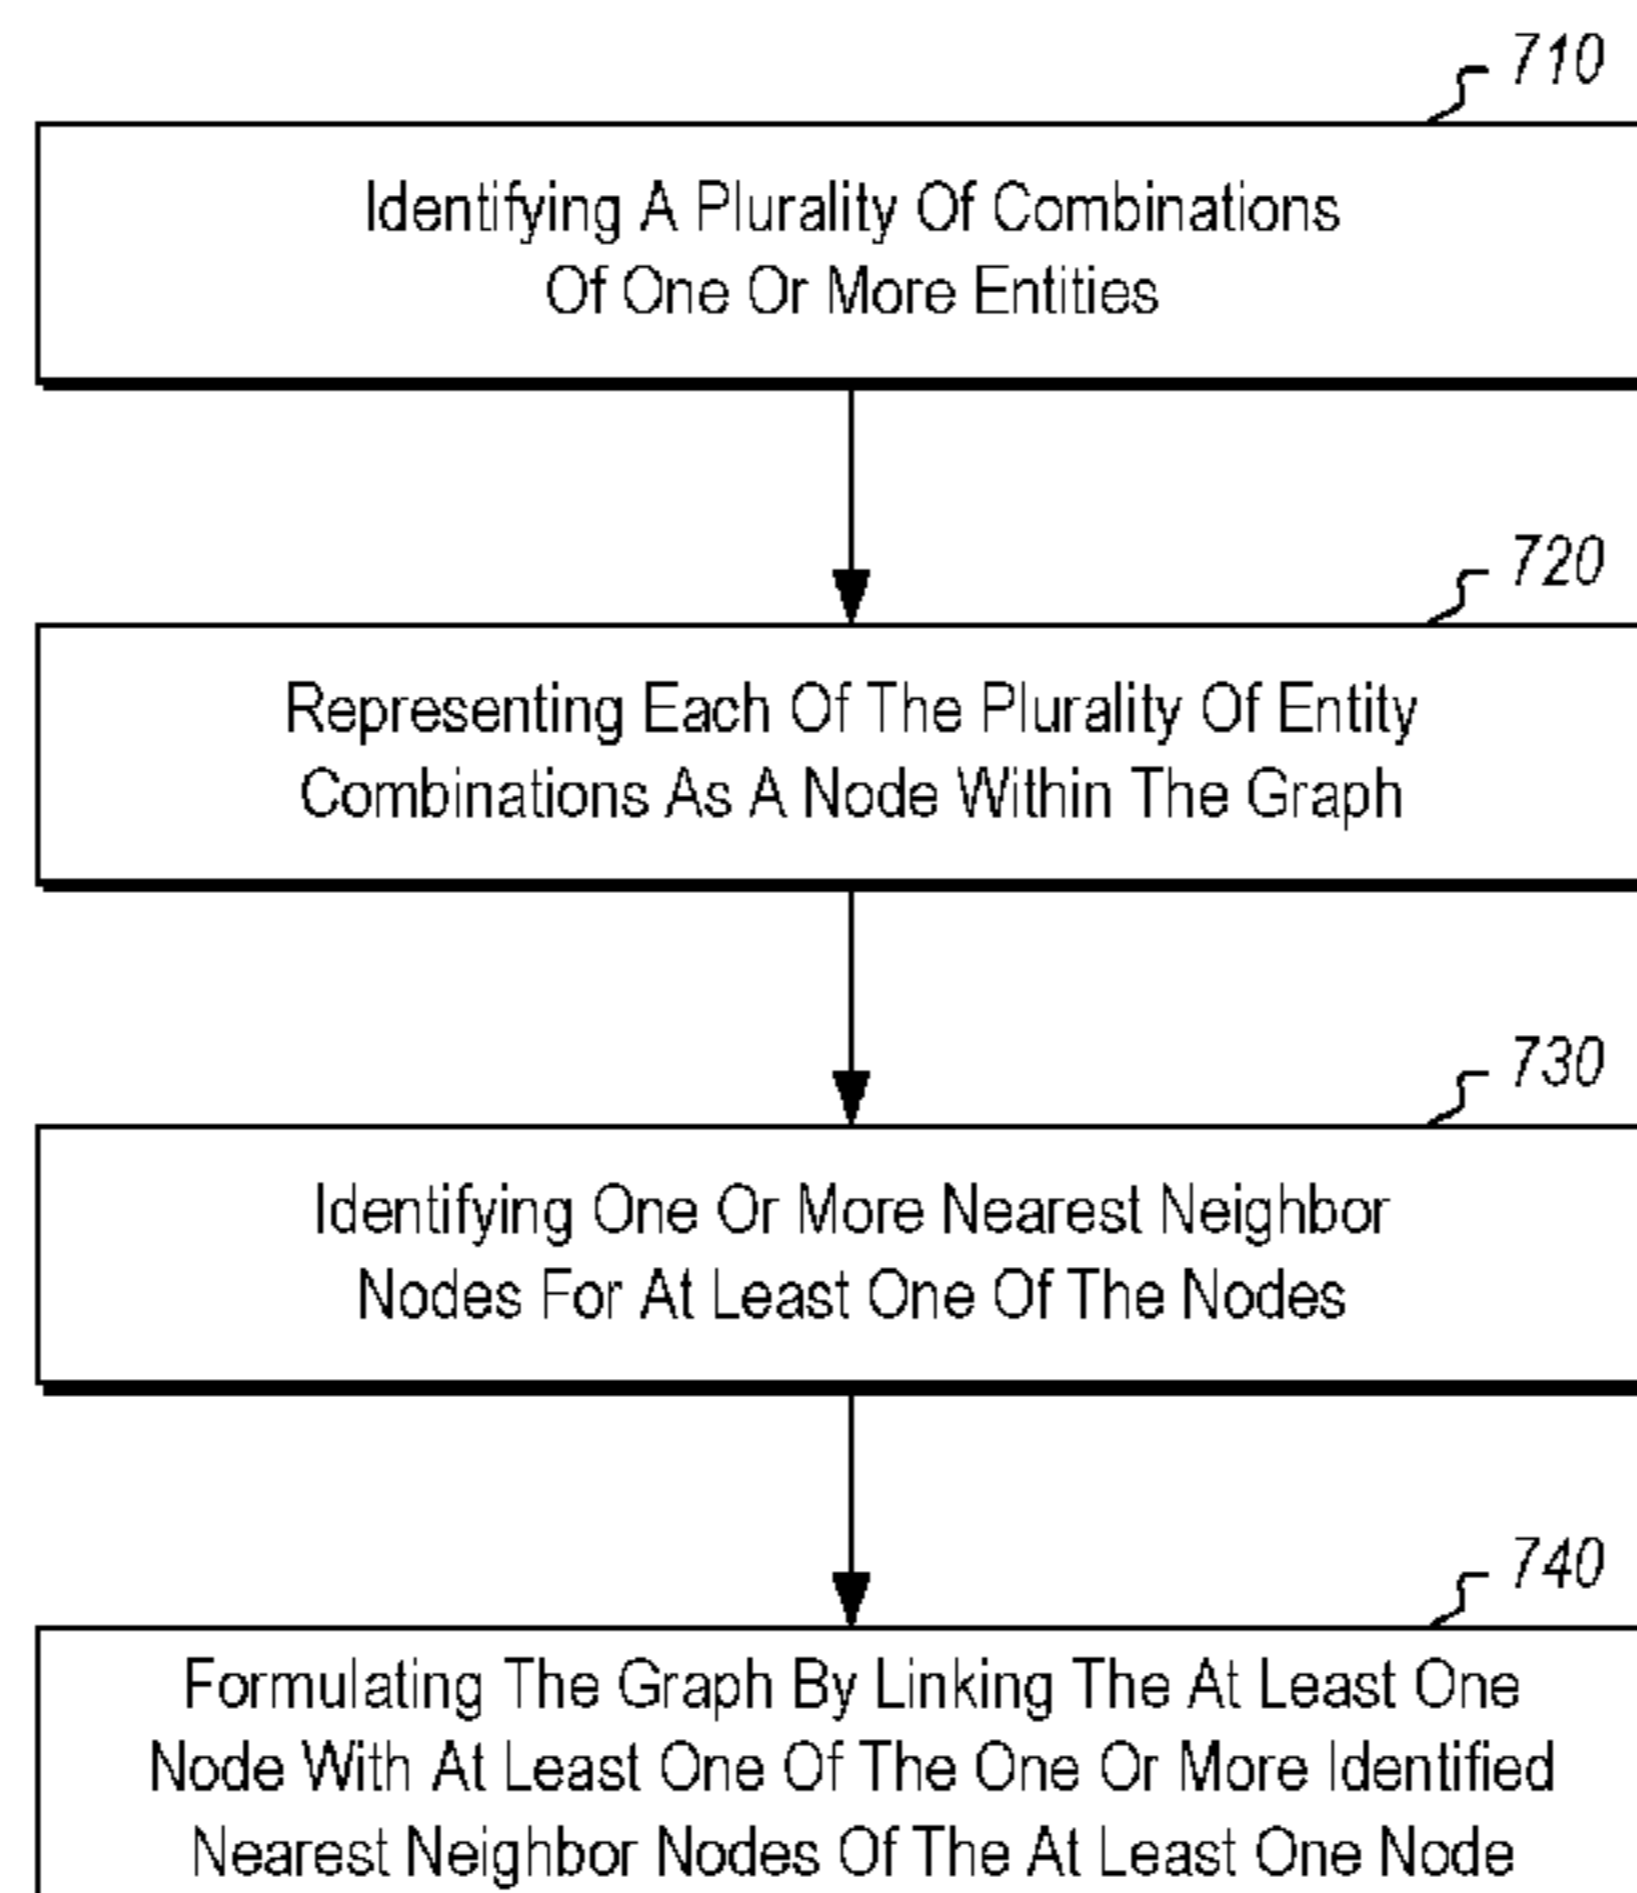 710
Identifying A Plurality Of Combinations
Of One Or More Entities
720
Representing Each Of The Plurality Of Entity
Combinations As A Node Within The Graph
730
Identifying One Or More Nearest Neighbor
Nodes For At Least One Of The Nodes
740
Formulating The Graph By Linking The At Least One
Node With At Least One Of The One Or More Identified
Nearest Neighbor Nodes Of The At Least One Node